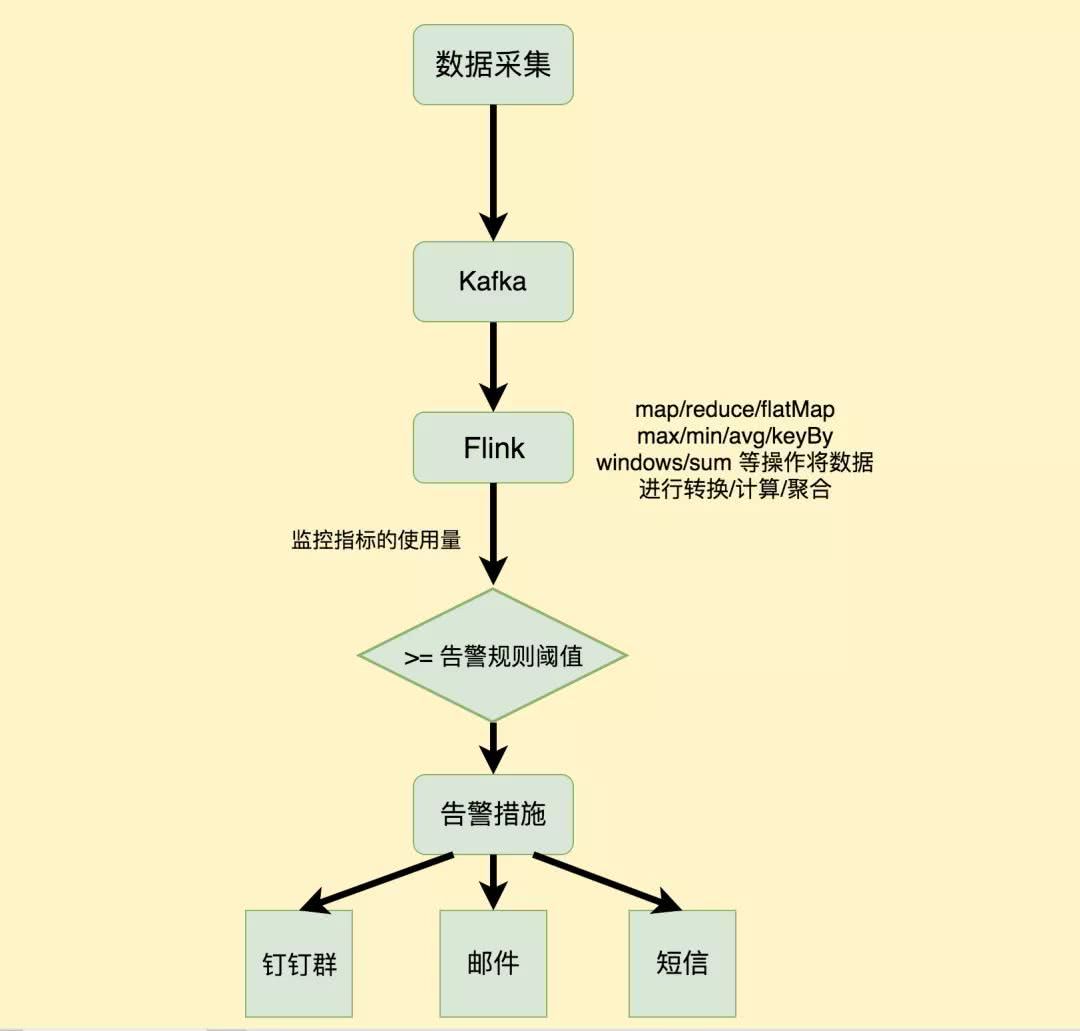 数据采集
Kafka
Flink
map/reduce/flatMap
max/min/avg/keyBy
windows/sum 等操作将数据
进行转换/计算/聚合
监控指标的使用量
>= 告警规则阈值
告警措施
钉钉群
邮件
短信